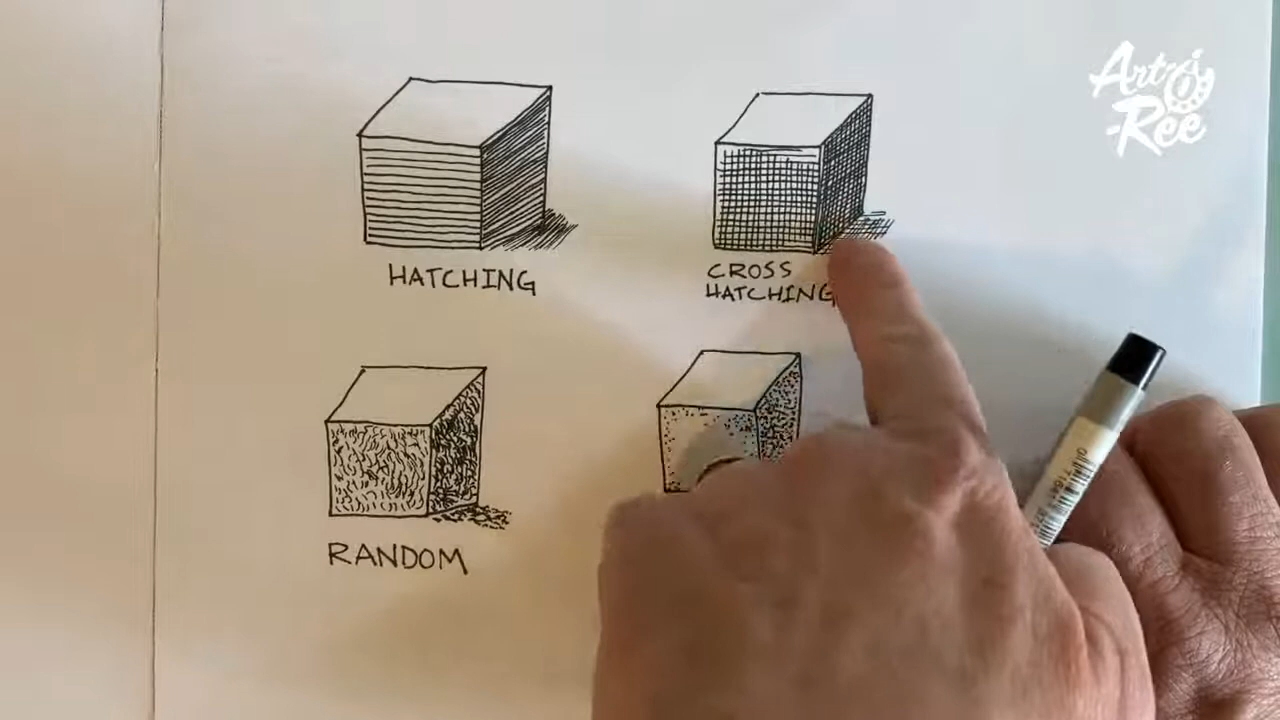 Art-i
-Ree
HATCHING
CROSS
HATCHING
RANDOM